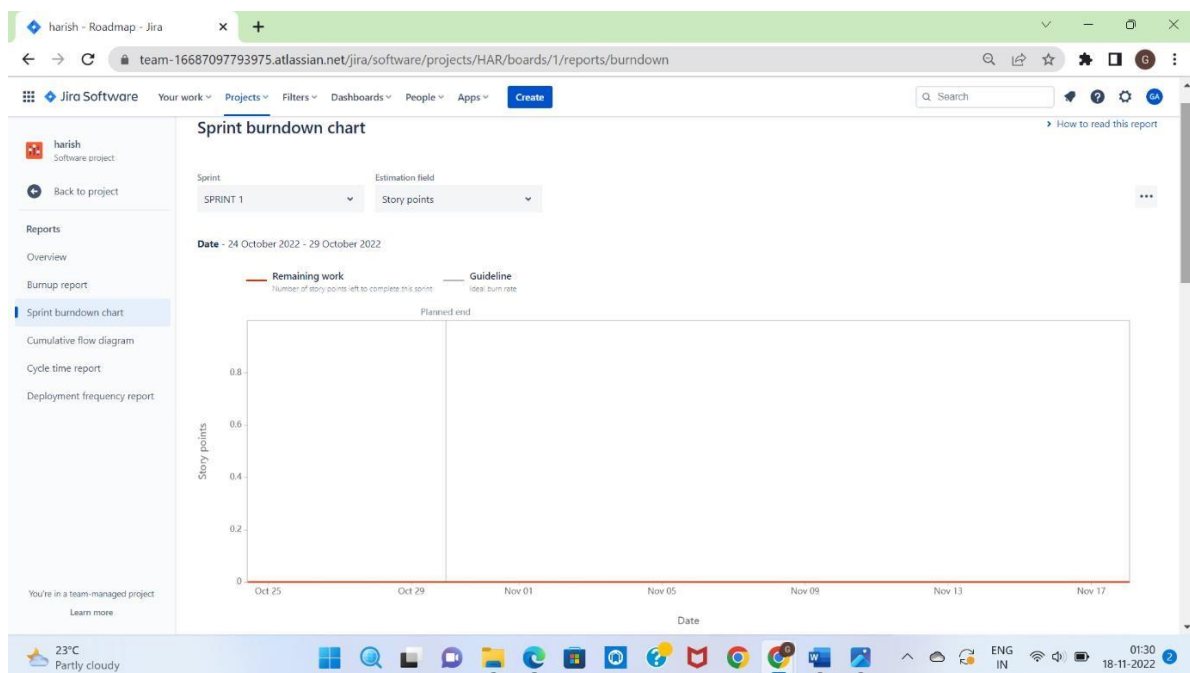 harish - Roadmap - Jira
team-16687097793975.atlassian.net/jira/software/projects/HAR/boards/1/reports/burndown
G
Jira Software Your work Projects Filters Dashboards People Apps Create Search GA
Sprint burndown chart
How to read this report
harish
Software project
Back to project
Reports
Overview
Burnup report
Sprint burndown chart
Cumulative flow diagram
Cycle time report
Deployment frequency report
You're in a team-managed project
Learn more
Sprint Estimation field
SPRINT 1 Story points
Date - 24 October 2022 - 29 October 2022
Remaining work Guideline
Number of story points left to complete this sprint Ideal burn rate
Planned end
0.8
0.6
0.4
0.2
0
Story points
Oct 25 Oct 29 Nov 01 Nov 05 Nov 09 Nov 13 Nov 17
Date
23°C
Partly cloudy
ENG
IN
01:30
18-11-2022
2